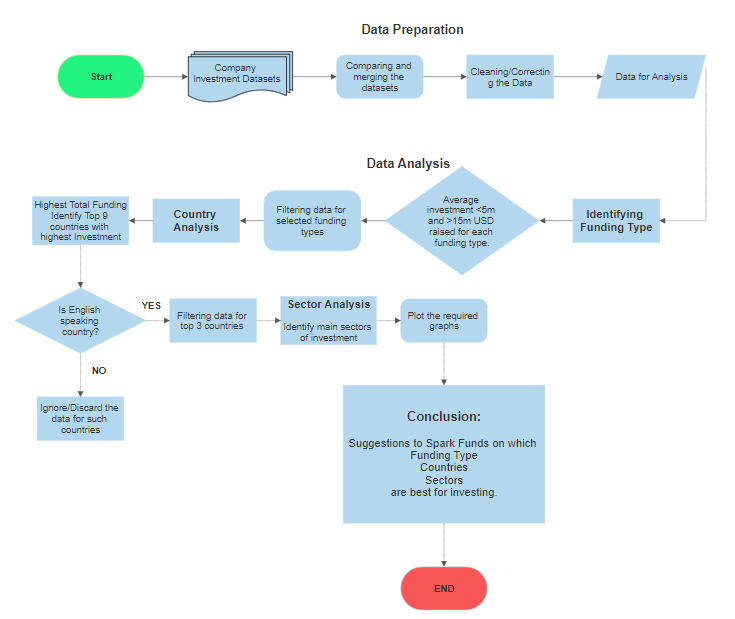 Data Preparation
Start
Company
Investment Datasets
Comparing and
merging the
datasets
Cleaning/Correctin
g the Data
Data for Analysis
Data Analysis
Identifying
Funding Type
Average
investment <5m
and >15m USD
raised for each
funding type.
Filtering data for
selected funding
types
Country
Analysis
Highest Total Funding
Identify Top 9
countries with
highest Investment
Is English
speaking
country?
YES
Filtering data for
top 3 countries
Sector Analysis
Identify main sectors
of investment
Plot the required
graphs
NO
Ignore/Discard the
data for such
countries
Conclusion:
Suggestions to Spark Funds on which
Funding Type
Countries
Sectors
are best for investing.
END